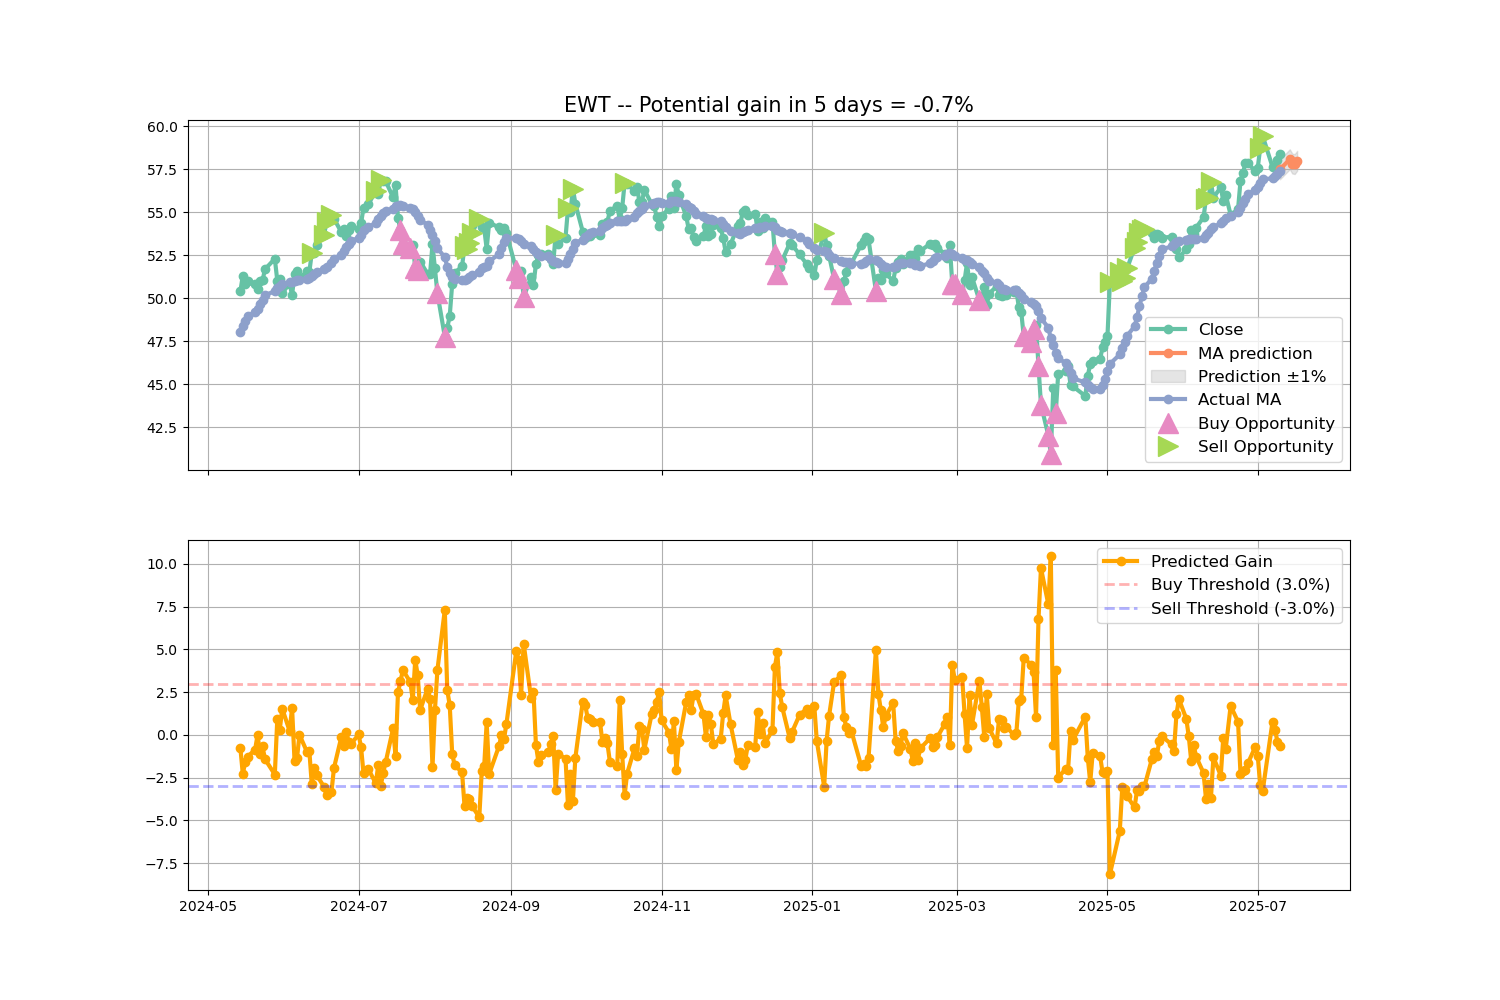 EWT -- Potential gain in 5 days = -0.7%
60.0
57.5
55.0
52.5
50.0
47.5
45.0
42.5
Close
MA prediction
Prediction ±1%
Actual MA
Buy Opportunity
Sell Opportunity
10.0
7.5
5.0
2.5
0.0
−2.5
−5.0
−7.5
Predicted Gain
Buy Threshold (3.0%)
Sell Threshold (-3.0%)
2024-05
2024-07
2024-09
2024-11
2025-01
2025-03
2025-05
2025-07